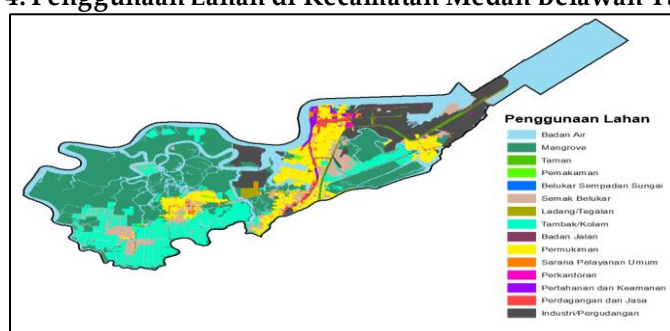 4. Penggunaan Lahan di Kecamatan Medan Belawan
Penggunaan Lahan
Badan Air
Mangrove
Taman
Pemakaman
Belukar Sempadan Sungai
Semak Belukar
Ladang/Tegalan
Tambak/Kolam
Badan Jalan
Permukiman
Sarana Pelayanan Umum
Perkantoran
Pertahanan dan Keamanan
Perdagangan dan Jasa
Industri/Pergudangan